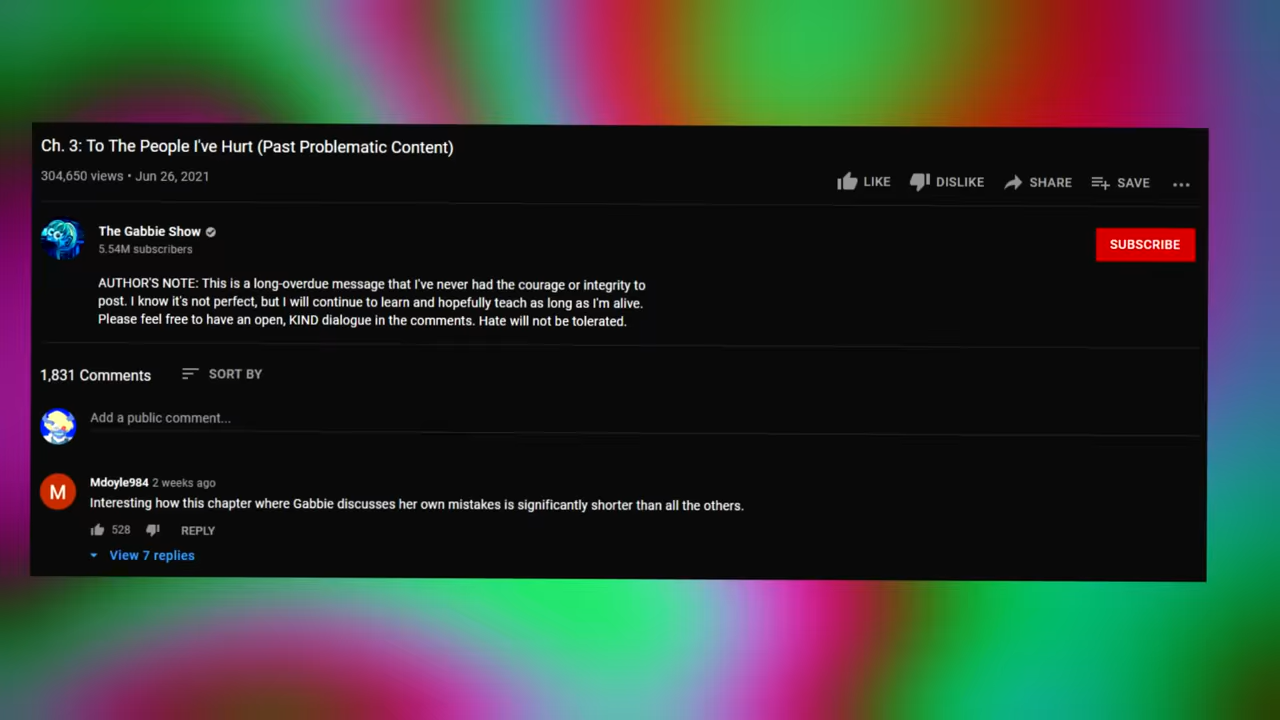 Ch. 3: To The People I've Hurt (Past Problematic Content)
304,650 views • Jun 26, 2021
LIKE DISLIKE SHARE SAVE
The Gabbie Show
5.54M subscribers
SUBSCRIBE
AUTHOR'S NOTE: This is a long-overdue message that I've never had the courage or integrity to
post. I know it's not perfect, but I will continue to learn and hopefully teach as long as I'm alive.
Please feel free to have an open, KIND dialogue in the comments. Hate will not be tolerated.
1,831 Comments SORT BY
Add a public comment...
M
Mdoyle984 2 weeks ago
Interesting how this chapter where Gabbie discusses her own mistakes is significantly shorter than all the others.
528 REPLY
View 7 replies